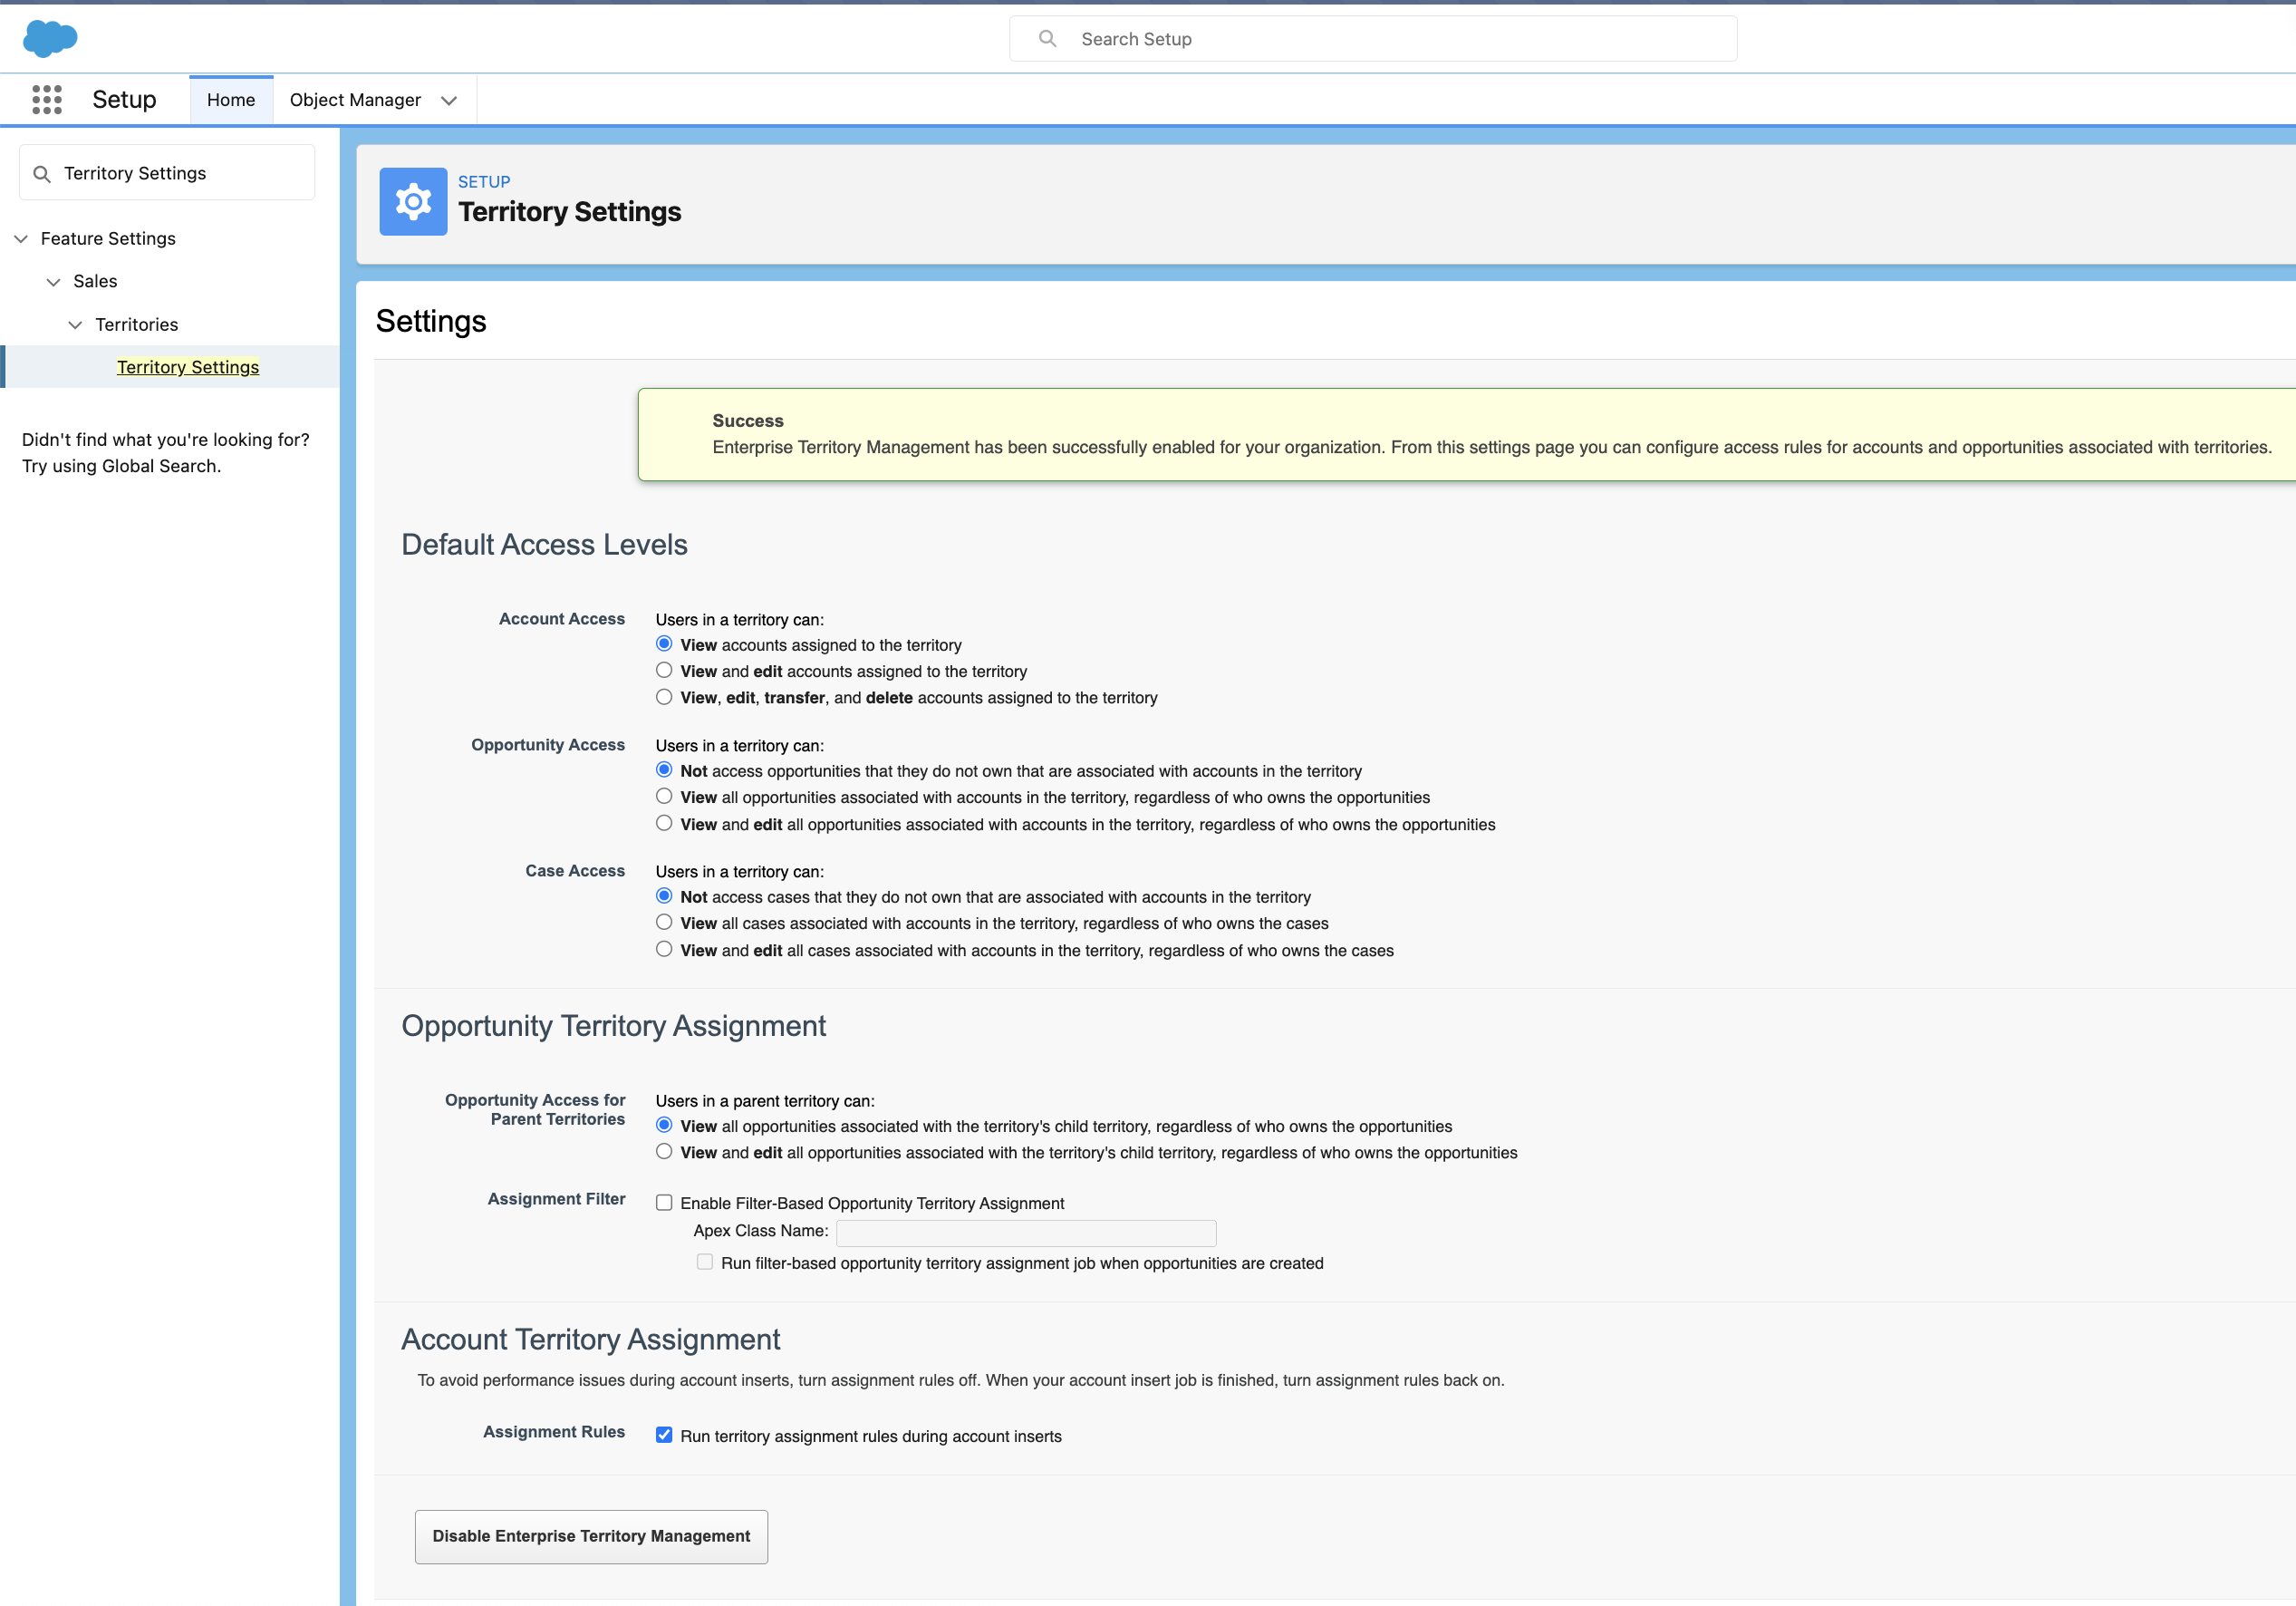 Search Setup
Setup
Home
Object Manager
Territory Settings
Feature Settings
Sales
Territories
Territory Settings
Didn't find what you're looking for?
Try using Global Search.
SETUP
Territory Settings
Settings
Success
Enterprise Territory Management has been successfully enabled for your organization. From this settings page you can configure access rules for accounts and opportunities associated with territories.
Default Access Levels
Account Access
Users in a territory can:
View accounts assigned to the territory
View and edit accounts assigned to the territory
View, edit, transfer, and delete accounts assigned to the territory
Opportunity Access
Users in a territory can:
Not access opportunities that they do not own that are associated with accounts in the territory
View all opportunities associated with accounts in the territory, regardless of who owns the opportunities
View and edit all opportunities associated with accounts in the territory, regardless of who owns the opportunities
Case Access
Users in a territory can:
Not access cases that they do not own that are associated with accounts in the territory
View all cases associated with accounts in the territory, regardless of who owns the cases
View and edit all cases associated with accounts in the territory, regardless of who owns the cases
Opportunity Territory Assignment
Opportunity Access for
Parent Territories
Users in a parent territory can:
View all opportunities associated with the territory's child territory, regardless of who owns the opportunities
View and edit all opportunities associated with the territory's child territory, regardless of who owns the opportunities
Assignment Filter
Enable Filter-Based Opportunity Territory Assignment
Apex Class Name:
Run filter-based opportunity territory assignment job when opportunities are created
Account Territory Assignment
To avoid performance issues during account inserts, turn assignment rules off. When your account insert job is finished, turn assignment rules back on.
Assignment Rules
Run territory assignment rules during account inserts
Disable Enterprise Territory Management